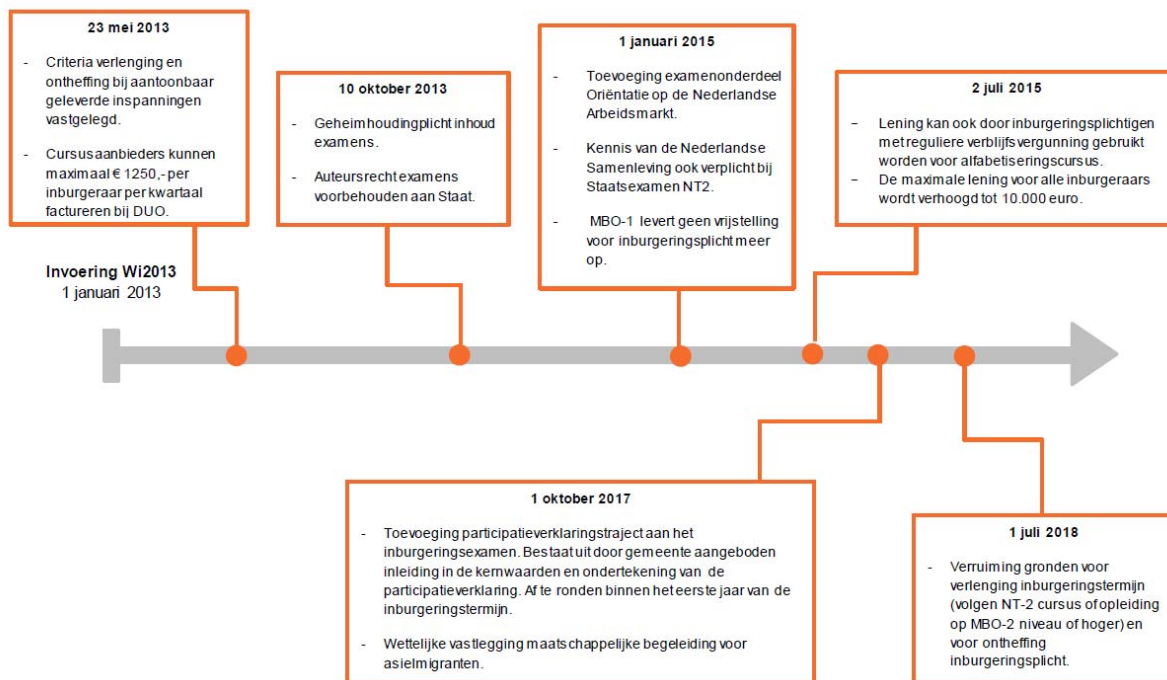 23 mei 2013
- Criteria verlenging en
ontheffing bij aantoonbaar
geleverde inspanningen
vastgelegd.
- Cursusaanbieders kunnen
maximaal € 1250,- per
inburgeraar per kwartaal
factureren bij DUO.
10 oktober 2013
- Geheimhoudingplicht inhoud
examens.
- Auteursrecht examens
voorbehouden aan Staat.
1 januari 2015
- Toevoeging examenonderdeel
Oriëntatie op de Nederlandse
Arbeidsmarkt.
- Kennis van de Nederlandse
Samenleving ook verplicht bij
Staatsexamen NT2.
- MBO-1 levert geen vrijstelling
voor inburgeringsplicht meer
op.
2 juli 2015
– Lening kan ook door inburgeringsplichtigen
met reguliere verblijfsvergunning gebruikt
worden voor alfabetiseringscursus.
– De maximale lening voor alle inburgeraars
wordt verhoogd tot 10.000 euro.
Invoering Wi2013
1 januari 2013
1 oktober 2017
- Toevoeging participatieverklaringstraject aan het
inburgeringsexamen. Bestaat uit door gemeente aangeboden
inleiding in de kernwaarden en ondertekening van de
participatieverklaring. Af te ronden binnen het eerste jaar van de
inburgeringstermijn.
- Wettelijke vastlegging maatschappelijke begeleiding voor
asielmigranten.
1 juli 2018
- Verruiming gronden voor
verlenging inburgeringstermijn
(volgen NT-2 cursus of opleiding
op MBO-2 niveau of hoger) en
voor ontheffing
inburgeringsplicht.